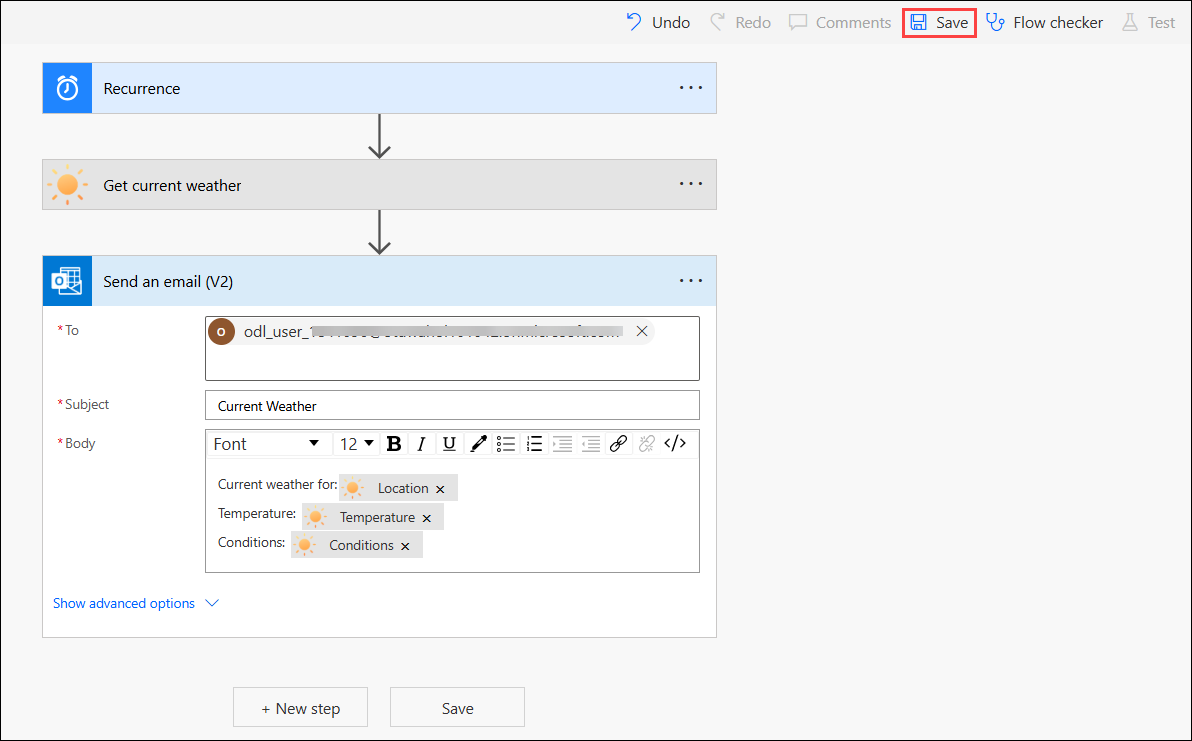 Undo Redo Comments Save Flow checker Test
Recurrence
Get current weather
Send an email (V2)
* To
o odl_user_
* Subject
Current Weather
* Body
Font 12 B I U </>
Current weather for: Location ×
Temperature: Temperature ×
Conditions: Conditions ×
Show advanced options
+ New step Save